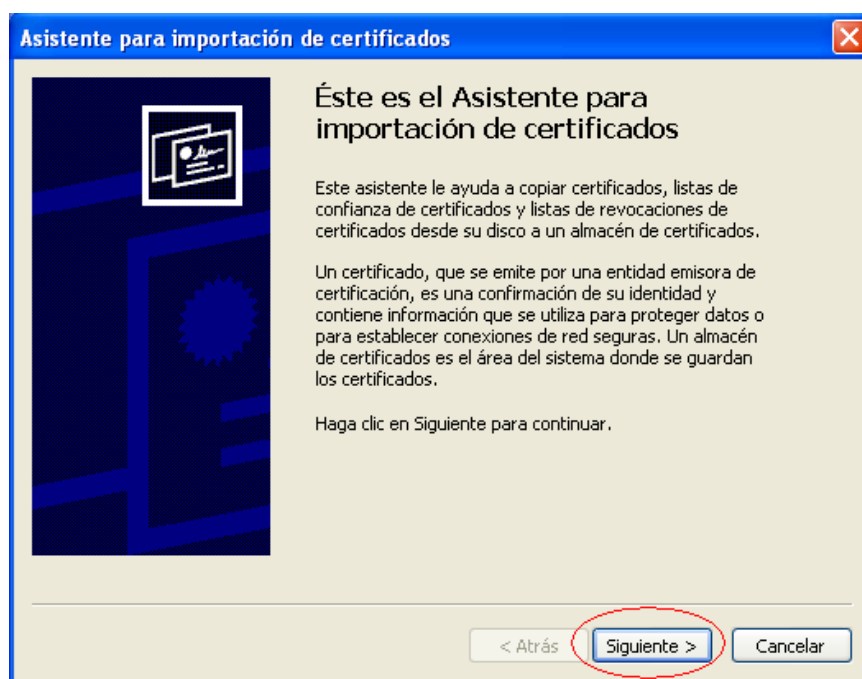 Asistente para importación de certificados
Éste es el Asistente para
importación de certificados
Este asistente le ayuda a copiar certificados, listas de
confianza de certificados y listas de revocaciones de
certificados desde su disco a un almacén de certificados.
Un certificado, que se emite por una entidad emisora de
certificación, es una confirmación de su identidad y
contiene información que se utiliza para proteger datos o
para establecer conexiones de red seguras. Un almacén
de certificados es el área del sistema donde se guardan
los certificados.
Haga clic en Siguiente para continuar.
< Atrás Siguiente > Cancelar